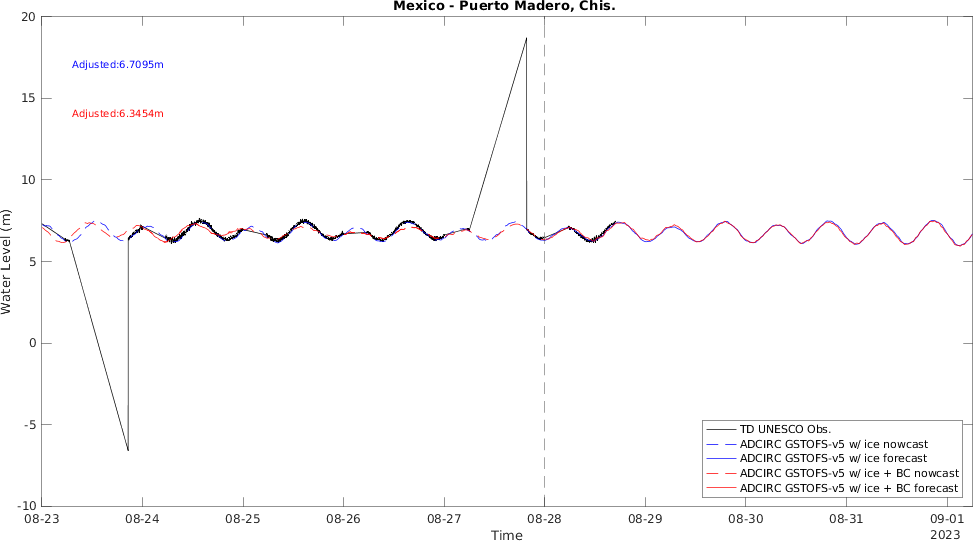 Mexico - Puerto Madero, Chis.
20
Adjusted:6.7095m
15
Adjusted:6.3454m
10
5
0
-5
-10
Water Level (m)
TD UNESCO Obs.
ADCIRC GSTOFS-v5 w/ ice nowcast
ADCIRC GSTOFS-v5 w/ ice forecast
ADCIRC GSTOFS-v5 w/ ice + BC nowcast
ADCIRC GSTOFS-v5 w/ ice + BC forecast
08-23 08-24 08-25 08-26 08-27 08-28 08-29 08-30 08-31 09-01
Time
2023